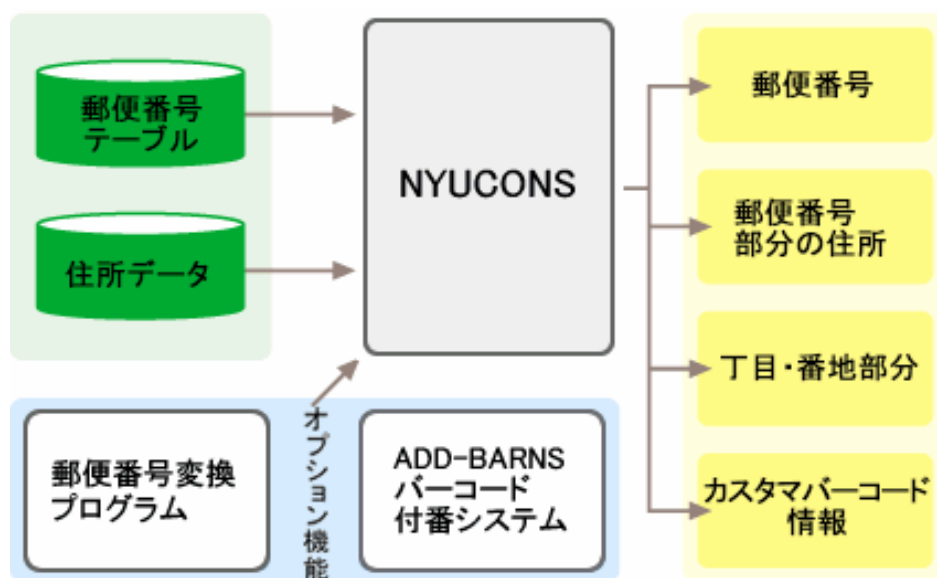 郵便番号
テーブル
住所データ
NYUCONS
郵便番号
郵便番号
部分の住所
丁目・番地部分
カスタマバーコード
情報
オプション機能
郵便番号変換
プログラム
ADD-BARNS
バーコード
付番システム